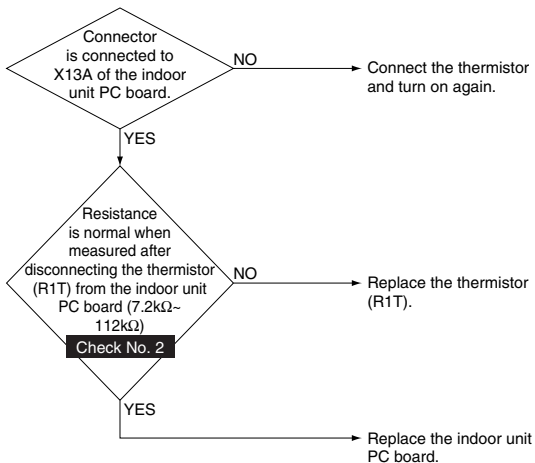 Connector
is connected to
X13A of the indoor
unit PC board.
NO
Connect the thermistor
and turn on again.
YES
Resistance
is normal when
measured after
disconnecting the thermistor
(R1T) from the indoor unit
PC board (7.2kΩ~
112kΩ)
Check No. 2
NO
Replace the thermistor
(R1T).
YES
Replace the indoor unit
PC board.